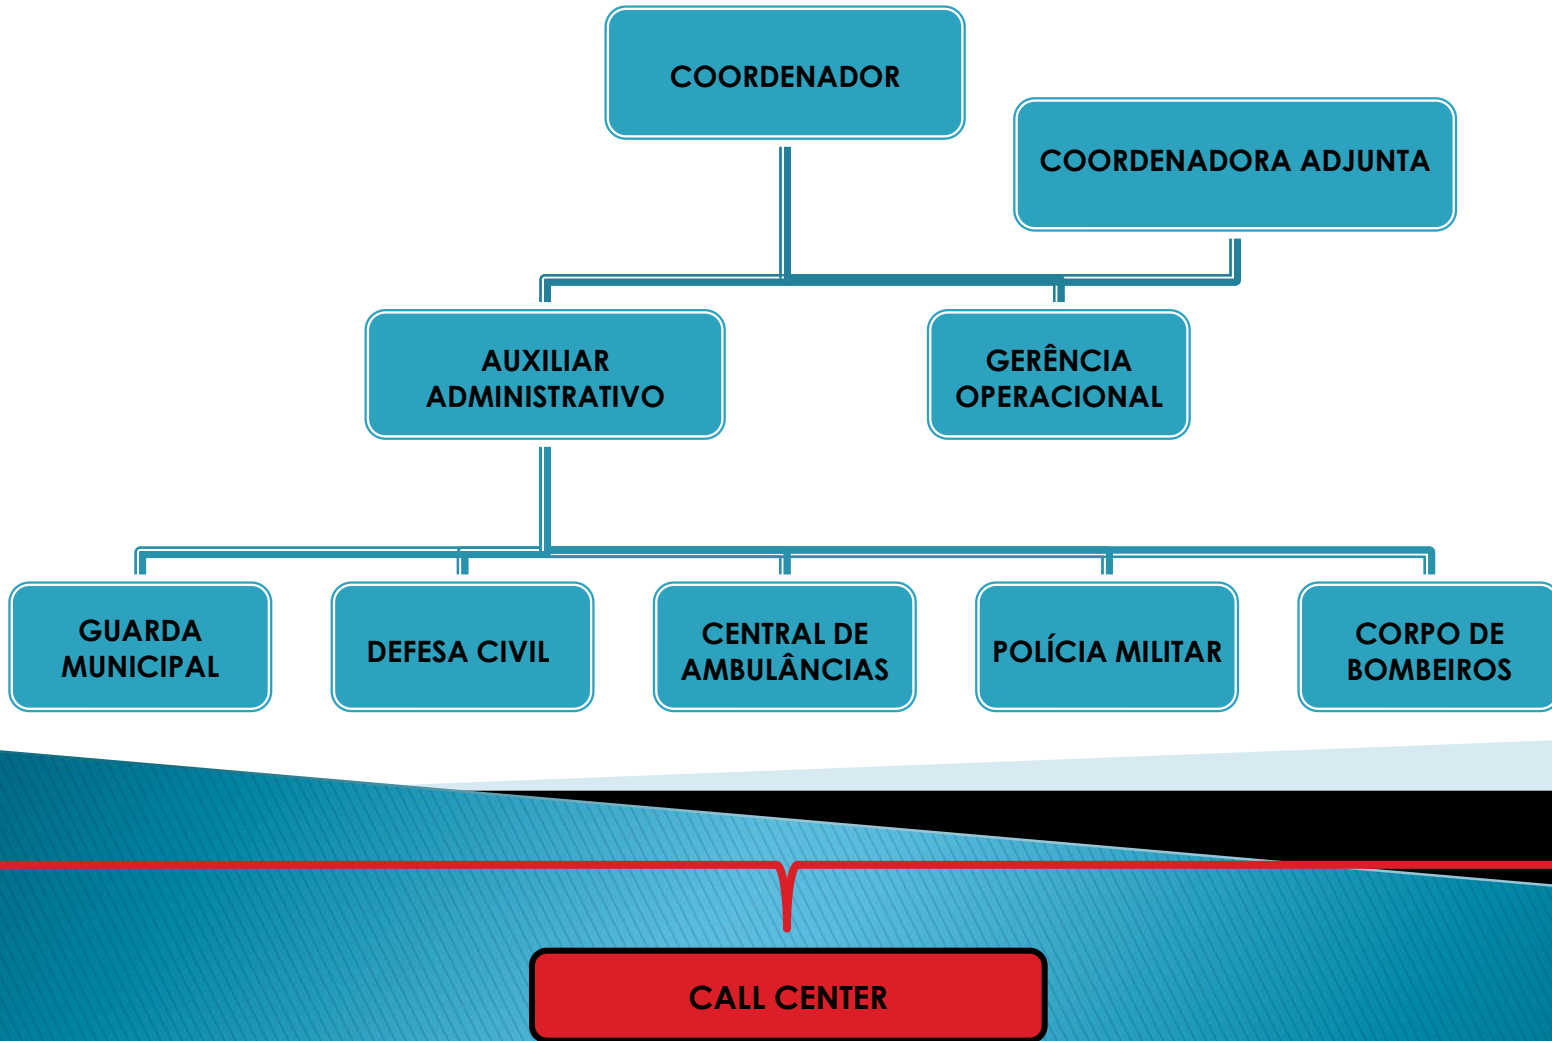 COORDENADOR
COORDENADORA ADJUNTA
AUXILIAR
ADMINISTRATIVO
GERÊNCIA
OPERACIONAL
GUARDA
MUNICIPAL
DEFESA CIVIL
CENTRAL DE
AMBULÂNCIAS
POLÍCIA MILITAR
CORPO DE
BOMBEIROS
CALL CENTER